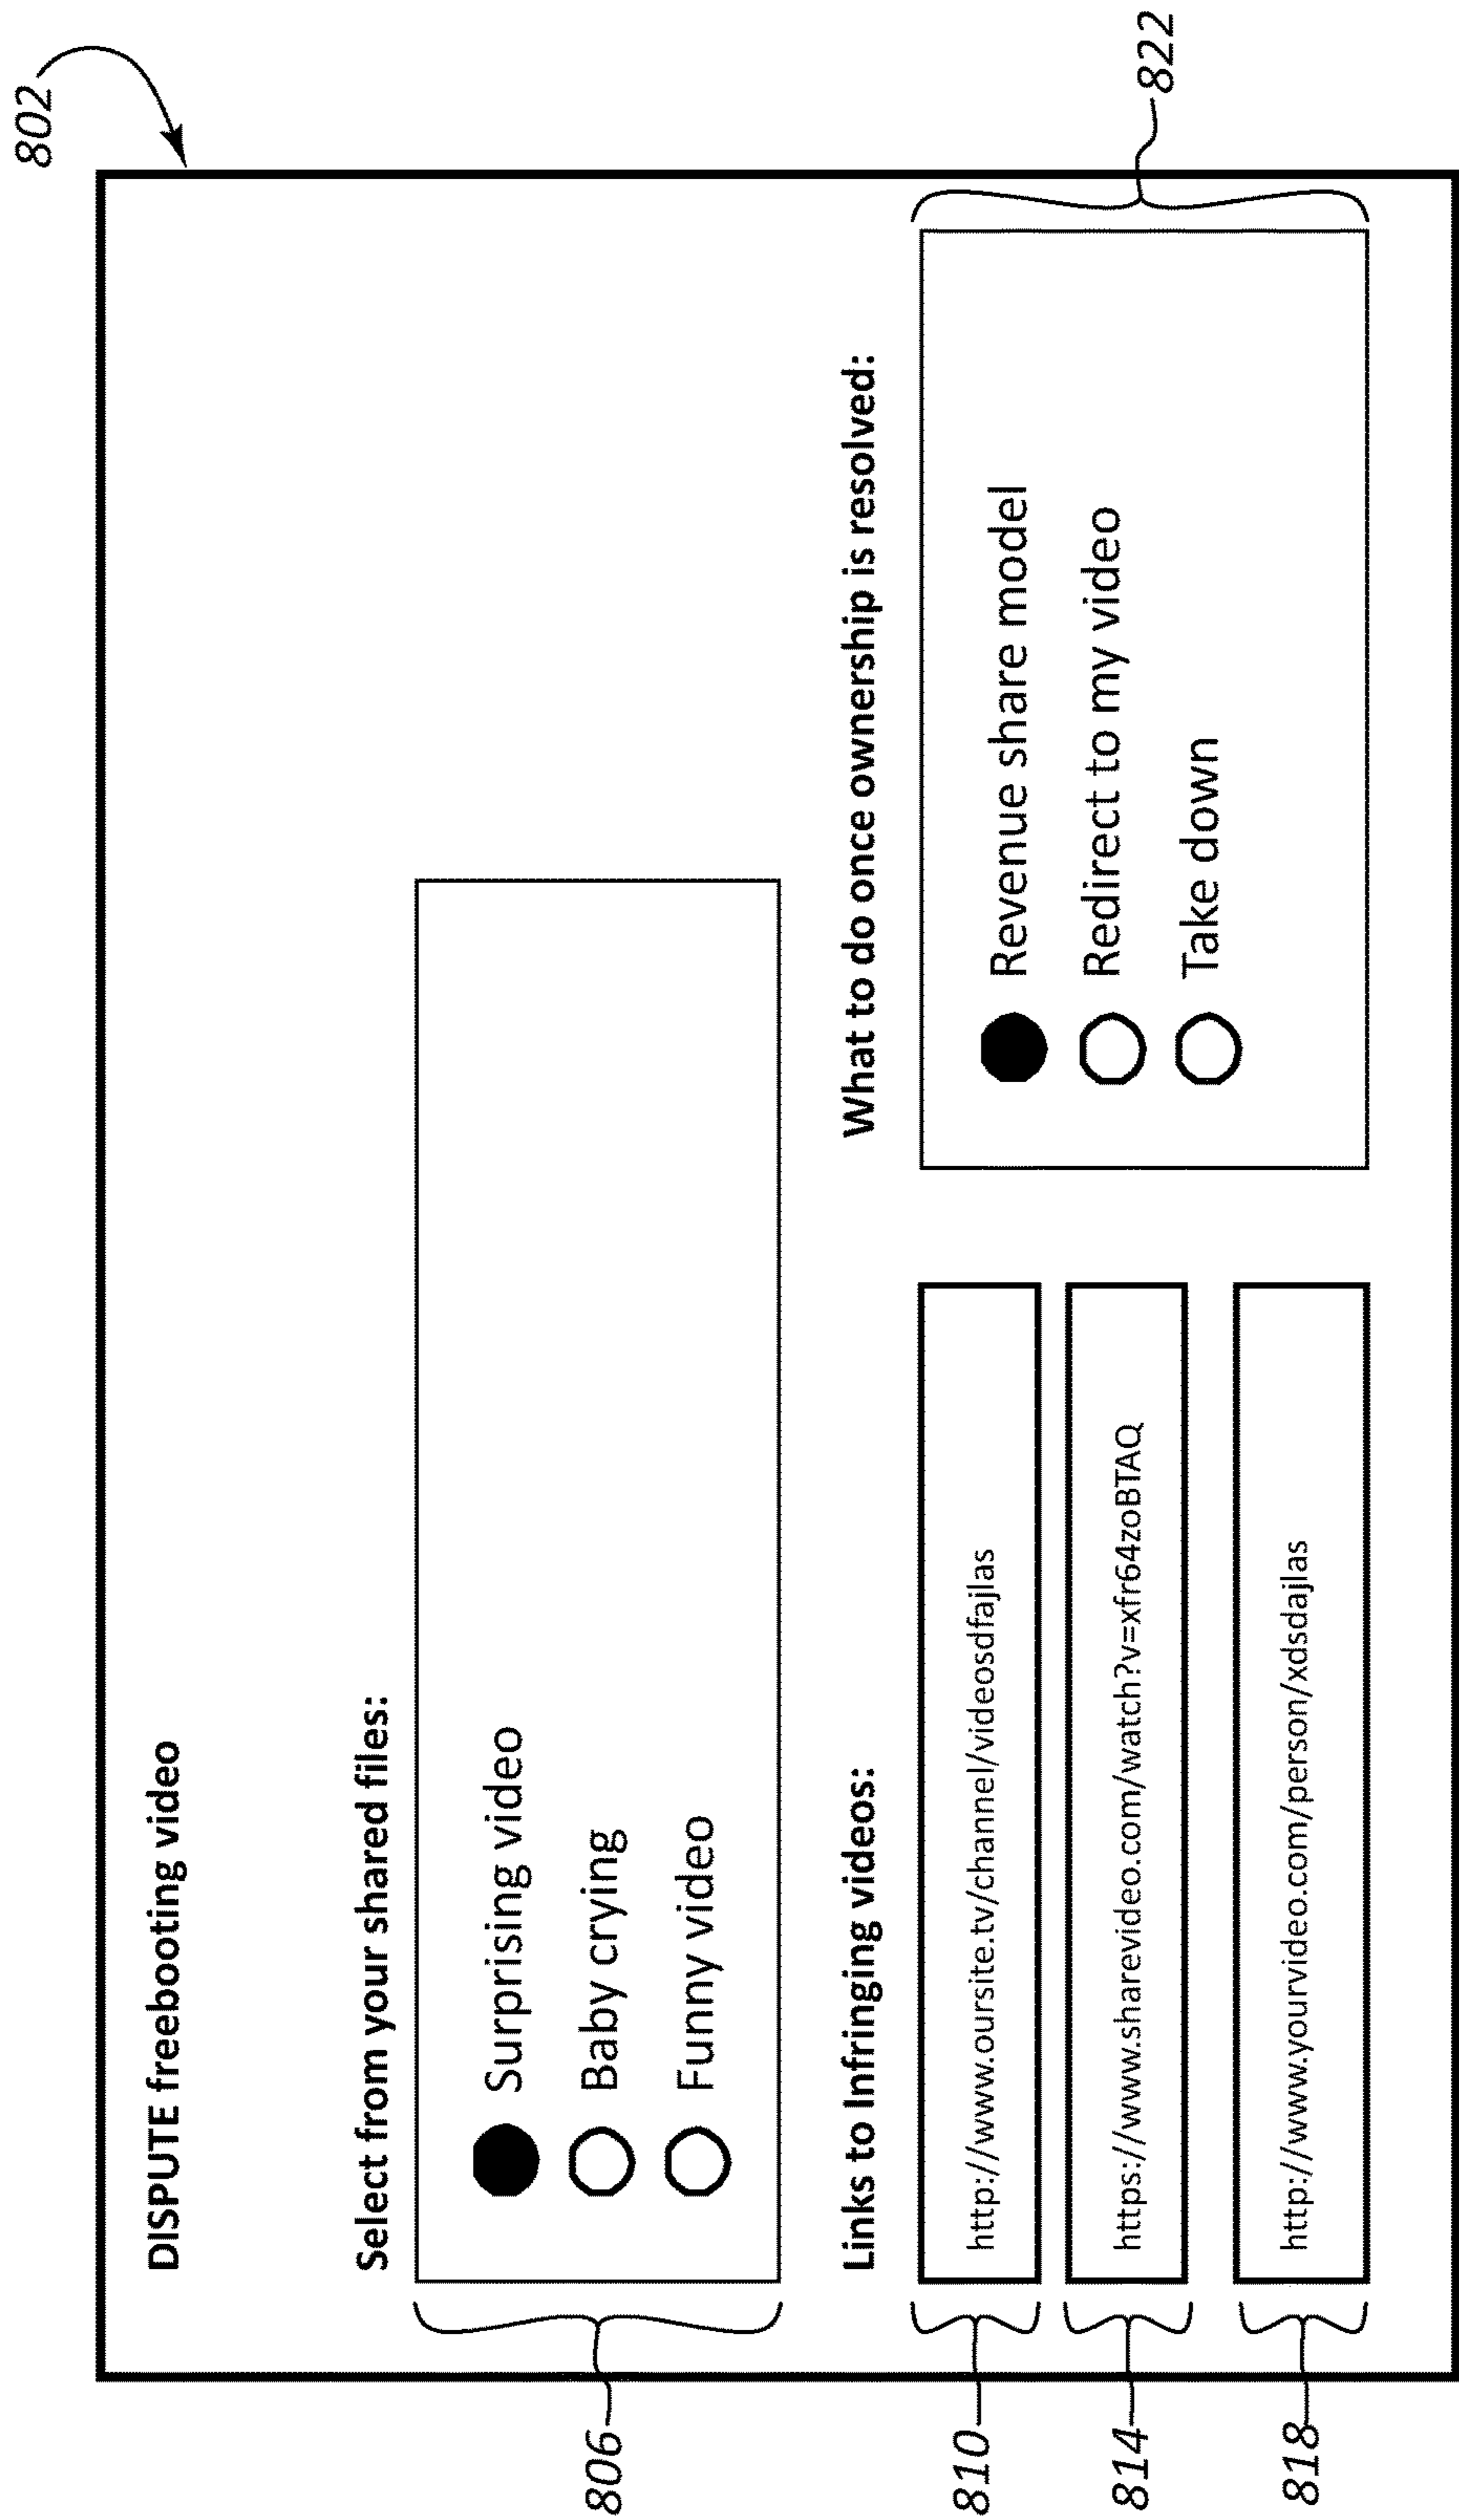 802
DISPUTE freebooting video
Select from your shared files:
806
Surprising video
Baby crying
Funny video
Links to Infringing videos:
810
http://www.oursite.tv/channel/videosdfajlas
814
https://www.sharevideo.com/watch?v=xfr64zoBTAQ
818
http://www.yourvideo.com/person/xdsdajlas
What to do once ownership is resolved:
Revenue share model
Redirect to my video
Take down
822